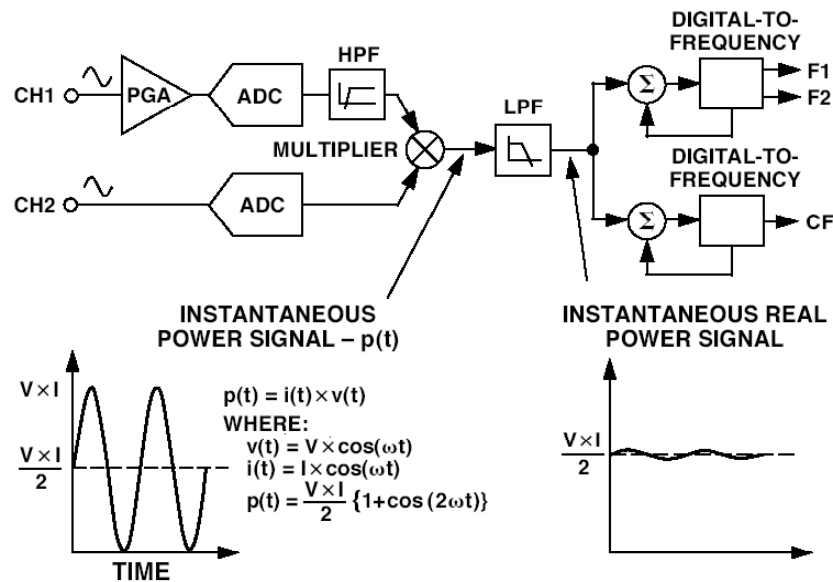 DIGITAL-TO-
FREQUENCY
HPF
CH1
PGA
ADC
LPF
Σ
F1
F2
MULTIPLIER
DIGITAL-TO-
FREQUENCY
CH2
ADC
Σ
CF
INSTANTANEOUS
POWER SIGNAL – p(t)
INSTANTANEOUS REAL
POWER SIGNAL
V × I
V × I
2
p(t) = i(t) × v(t)
WHERE:
v(t) = V × cos(ωt)
i(t) = I × cos(ωt)
p(t) = V × I / 2 {1+cos (2ωt)}
TIME
V × I
2